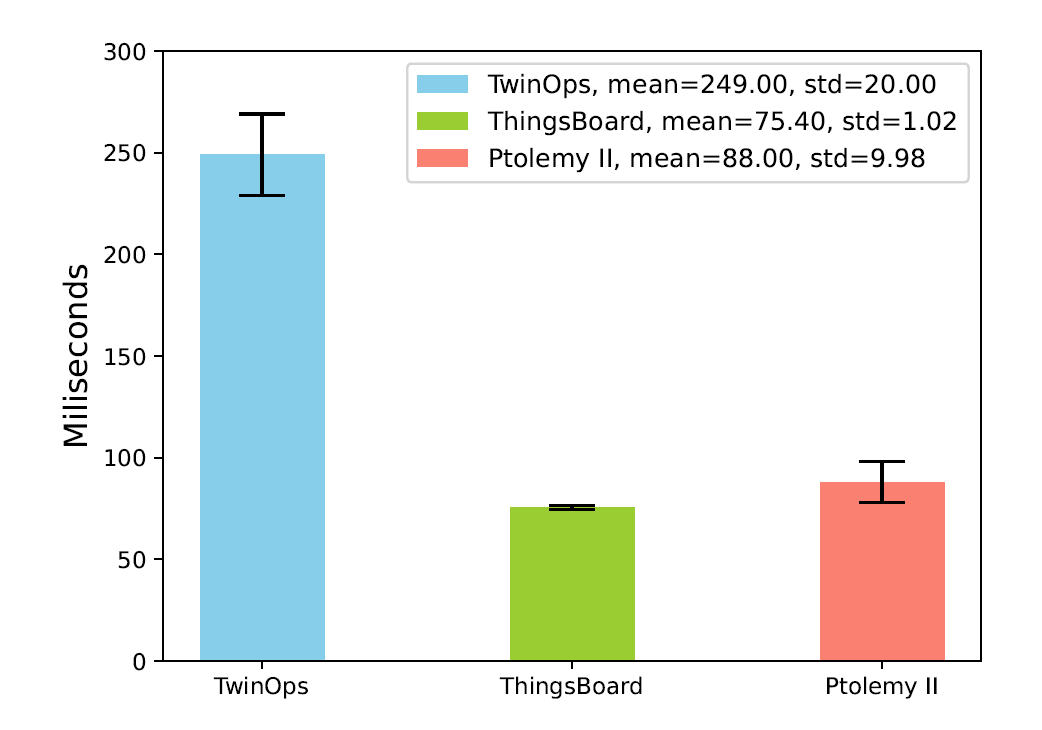 300
TwinOps, mean=249.00, std=20.00
ThingsBoard, mean=75.40, std=1.02
Ptolemy II, mean=88.00, std=9.98
250
200
Miliseconds
150
100
50
0
TwinOps
ThingsBoard
Ptolemy II